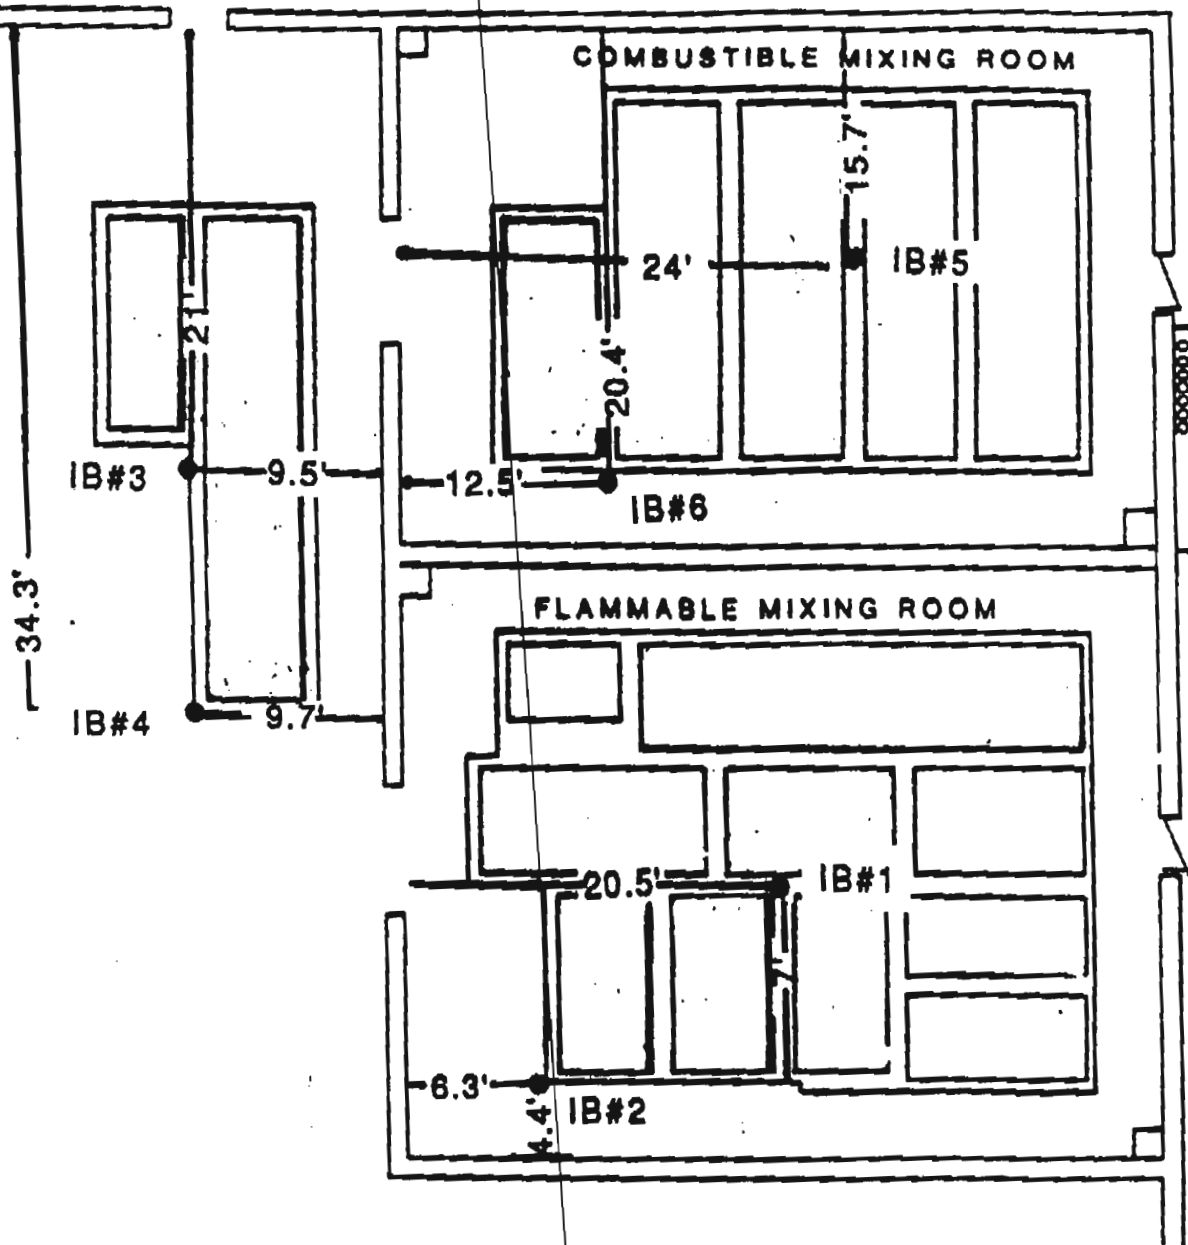 COMBUSTIBLE MIXING ROOM
15.7'
24'
IB#5
21'
20.4'
IB#3
9.5'
12.5'
IB#6
34.3'
FLAMMABLE MIXING ROOM
IB#4
9.7'
20.5'
IB#1
7'
6.3'
IB#2
4.4'